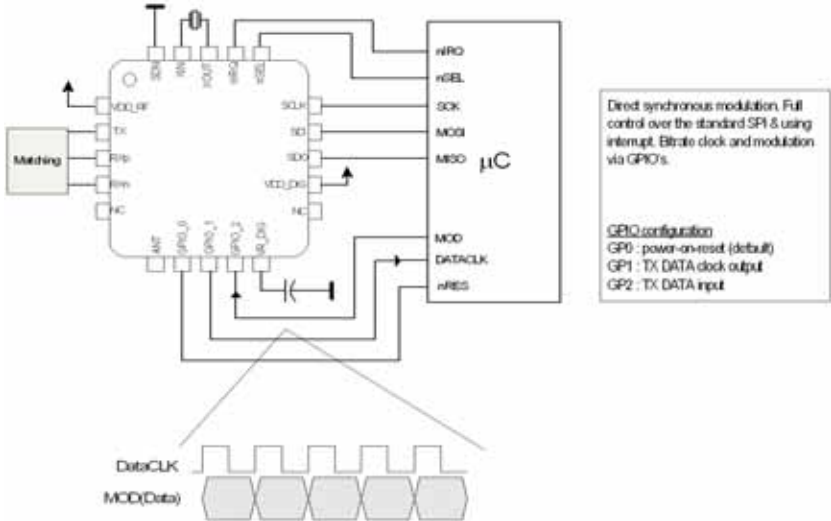 SDN
XIN
XOUT
nIRQ
nSEL
VDD_RF
TX
RXp
RXn
NC
Matching
SCLK
SDI
SDO
VDD_DIG
NC
ANT
GPIO_0
GPIO_1
GPIO_2
VR_DIG
nIRQ
nSEL
SCK
MOSI
MISO
μC
MOD
DATACLK
nRES
Direct synchronous modulation. Full
control over the standard SPI & using
interrupt. Bitrate clock and modulation
via GPIO's.
GPIO configuration
GP0 : power-on-reset (default)
GP1 : TX DATA clock output
GP2 : TX DATA input
DataCLK
MOD(Data)